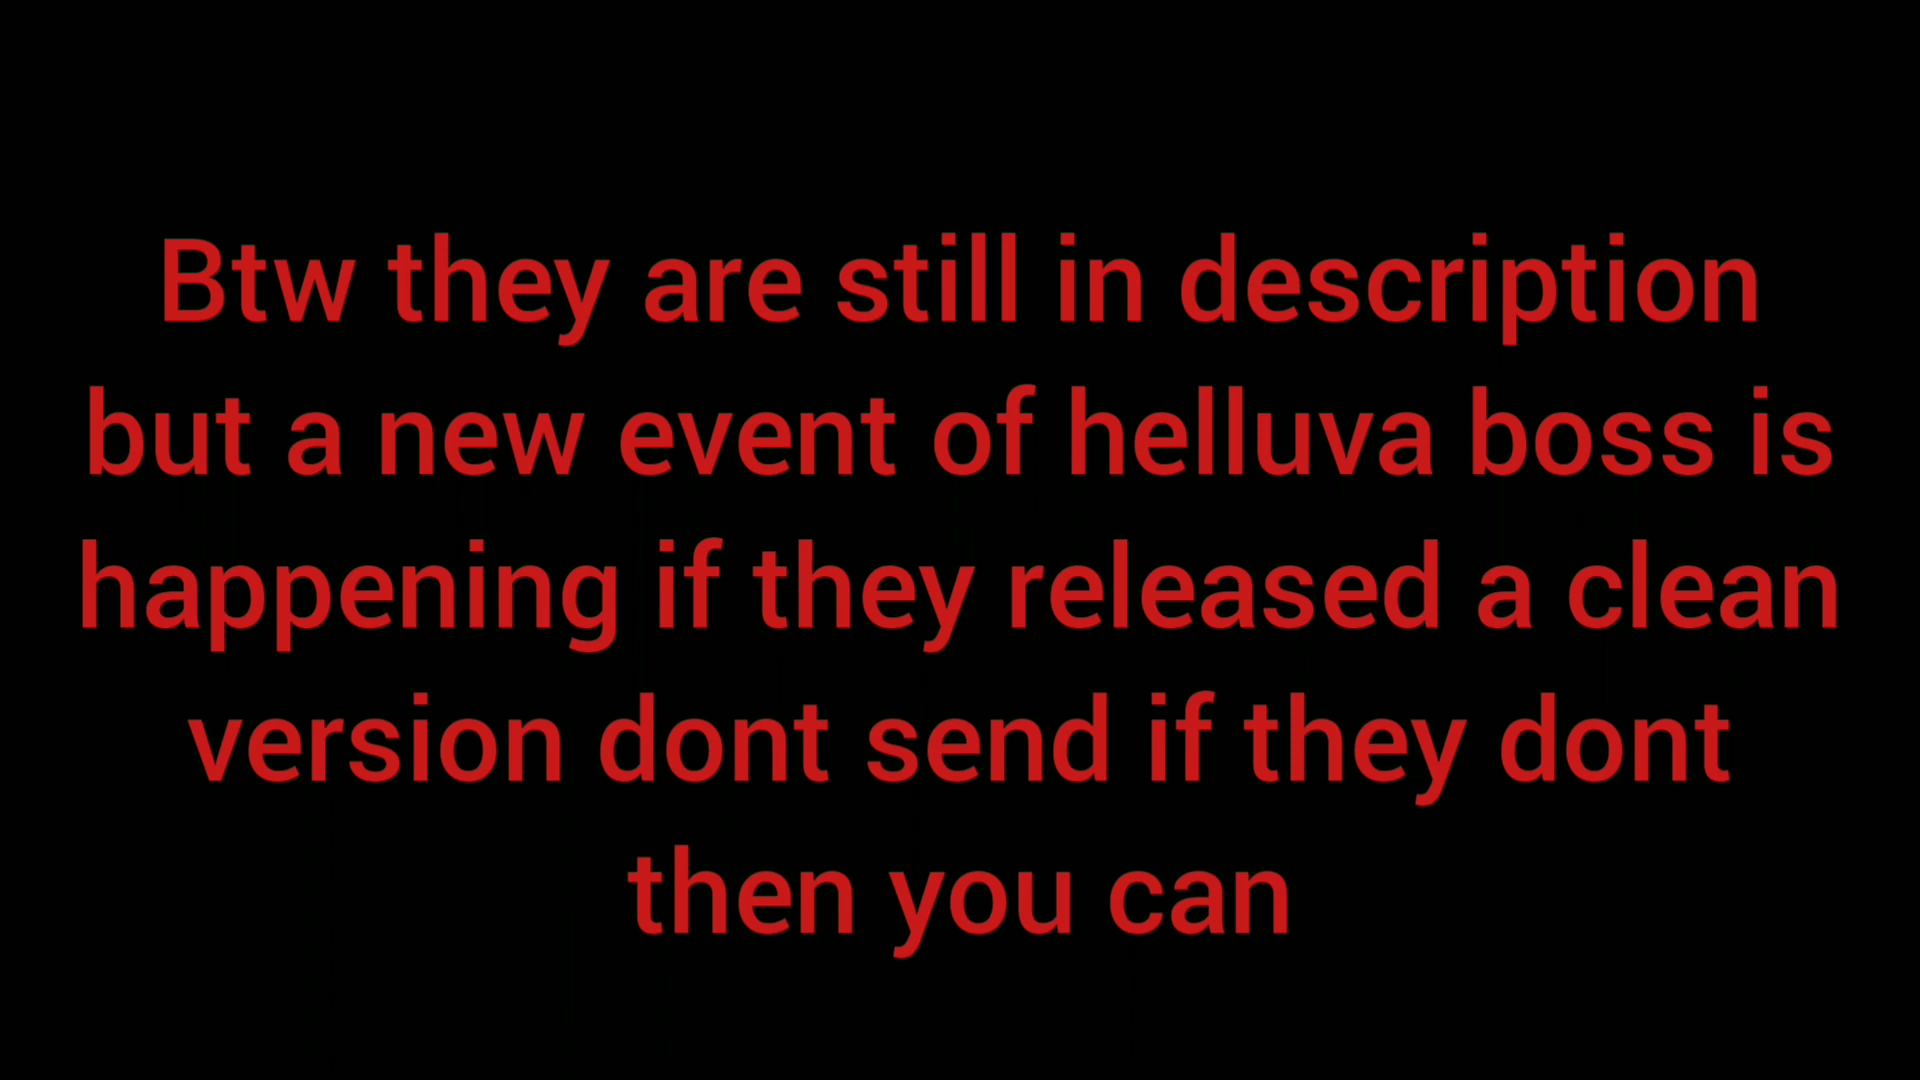 Btw they are still in description
but a new event of helluva boss is
happening if they released a clean
version dont send if they dont
then you can